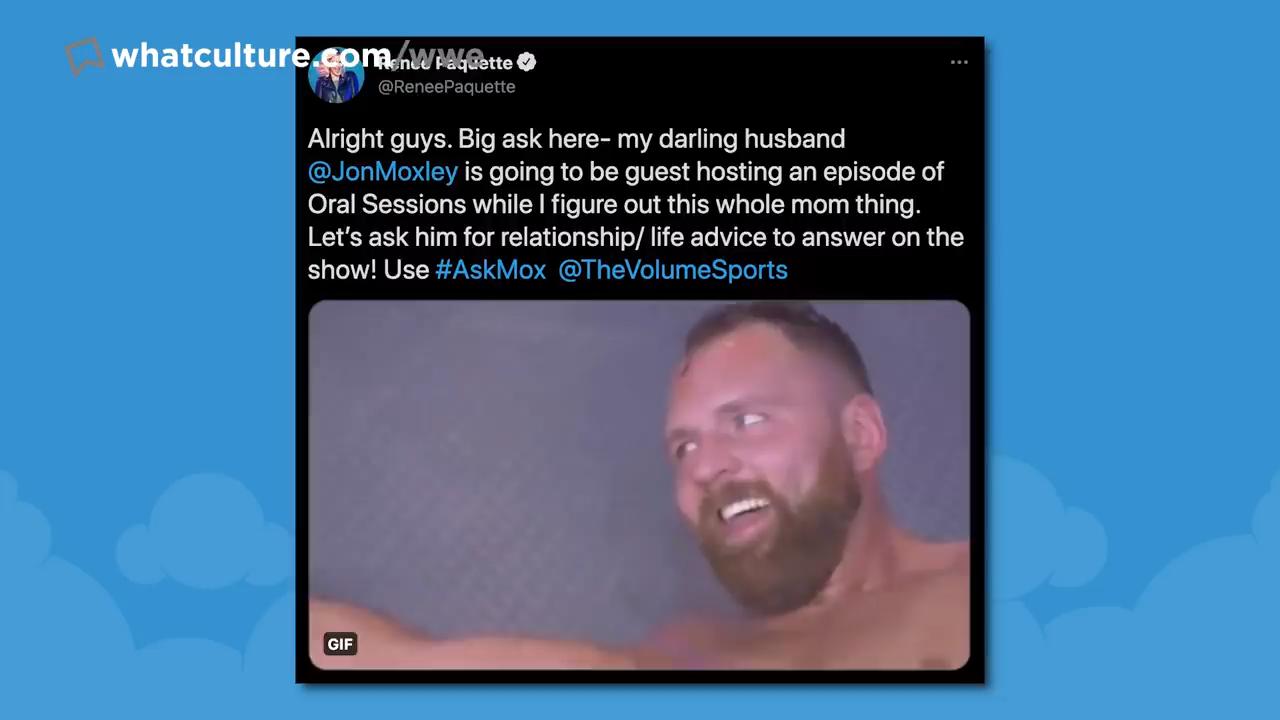 whatculture.com/wwe
Renee Paquette
@ReneePaquette
Alright guys. Big ask here- my darling husband
@JonMoxley is going to be guest hosting an episode of
Oral Sessions while I figure out this whole mom thing.
Let’s ask him for relationship/ life advice to answer on the
show! Use #AskMox @TheVolumeSports
GIF